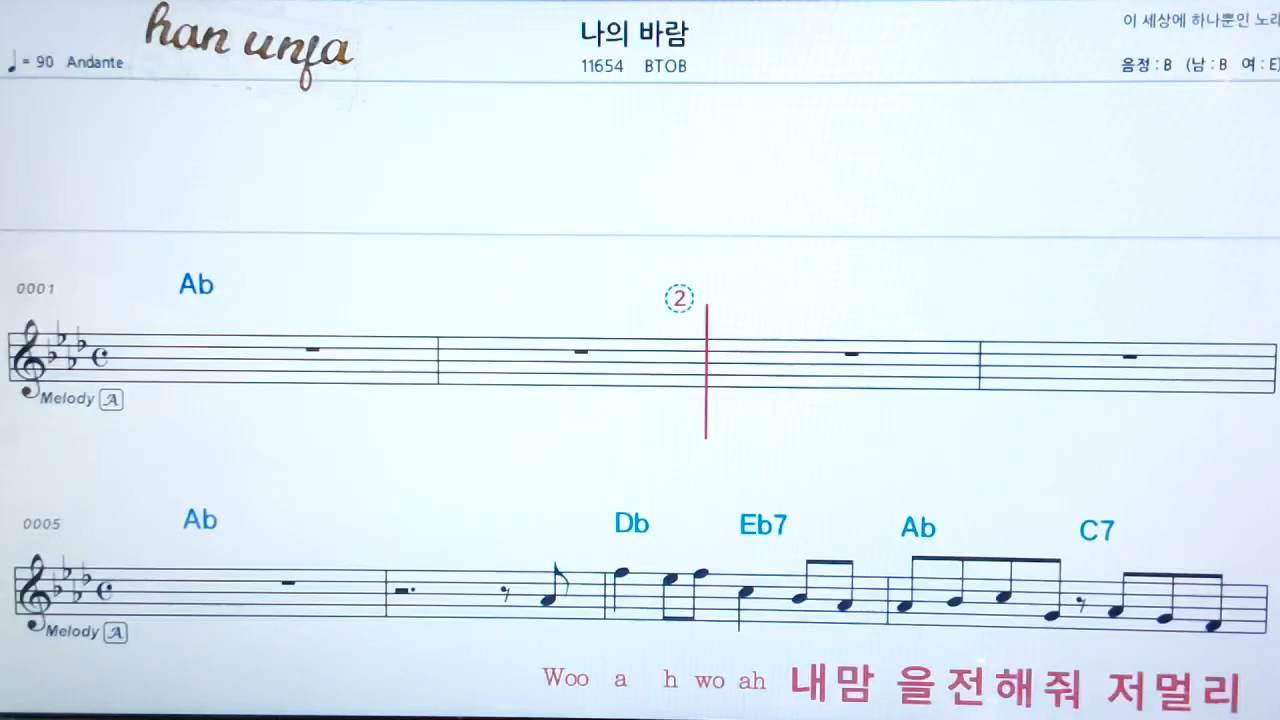 han unfa
나의 바람
이 세상에 하나뿐인 노래
♩ = 90 Andante
11654 BTOB
음정 : B (남 : B 여 : E)
0001
Ab
2
Melody A
0005
Ab Db Eb7 Ab C7
Melody A
Woo a h wo ah 내맘 을전해줘 저멀리